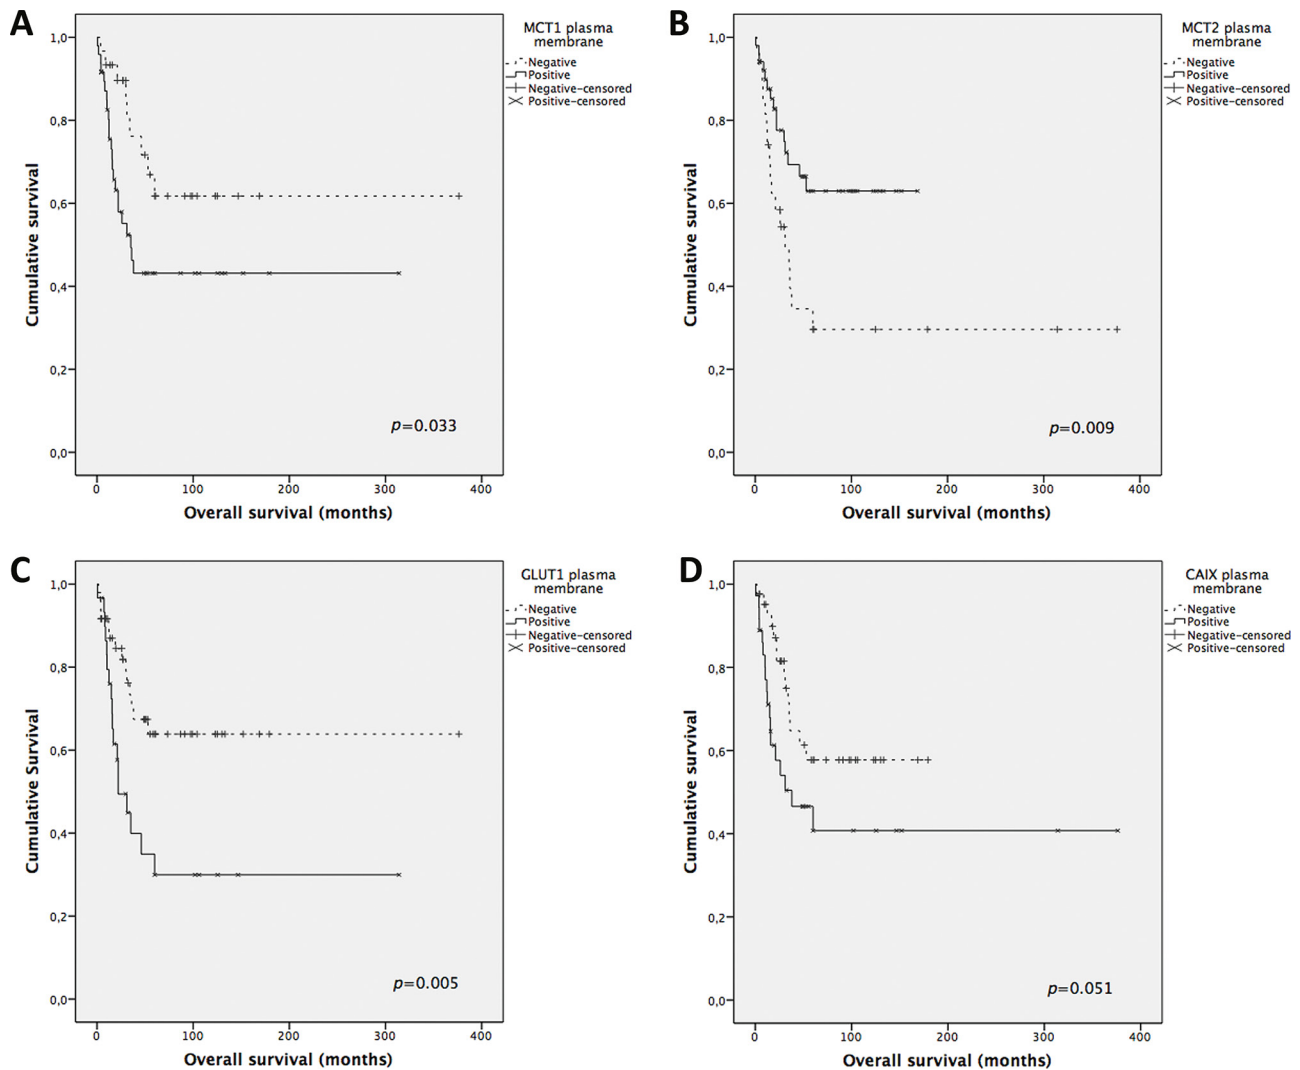 A
MCT1 plasma
membrane
Negative
Positive
Negative-censored
Positive-censored
Cumulative survival
1,0
0,8
0,6
0,4
0,2
0,0
p=0.033
0 100 200 300 400
Overall survival (months)
B
MCT2 plasma
membrane
Negative
Positive
Negative-censored
Positive-censored
Cumulative survival
1,0
0,8
0,6
0,4
0,2
0,0
p=0.009
0 100 200 300 400
Overall survival (months)
C
GLUT1 plasma
membrane
Negative
Positive
Negative-censored
Positive-censored
Cumulative Survival
1,0
0,8
0,6
0,4
0,2
0,0
p=0.005
0 100 200 300 400
Overall survival (months)
D
CAIX plasma
membrane
Negative
Positive
Negative-censored
Positive-censored
Cumulative survival
1,0
0,8
0,6
0,4
0,2
0,0
p=0.051
0 100 200 300 400
Overall survival (months)